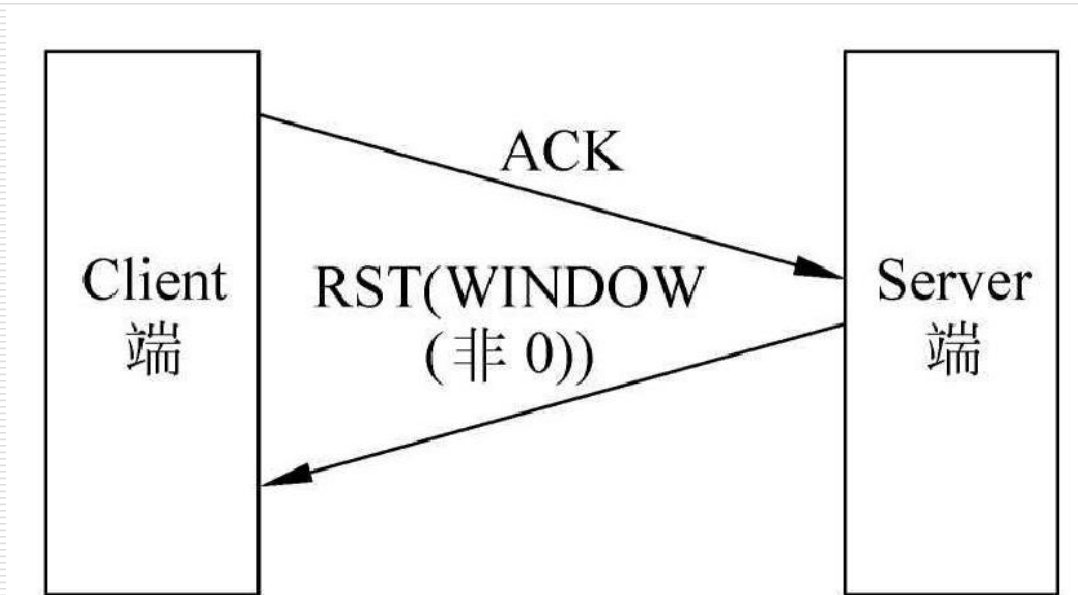 ACK
Client
端
RST(WINDOW
(非 0))
Server
端